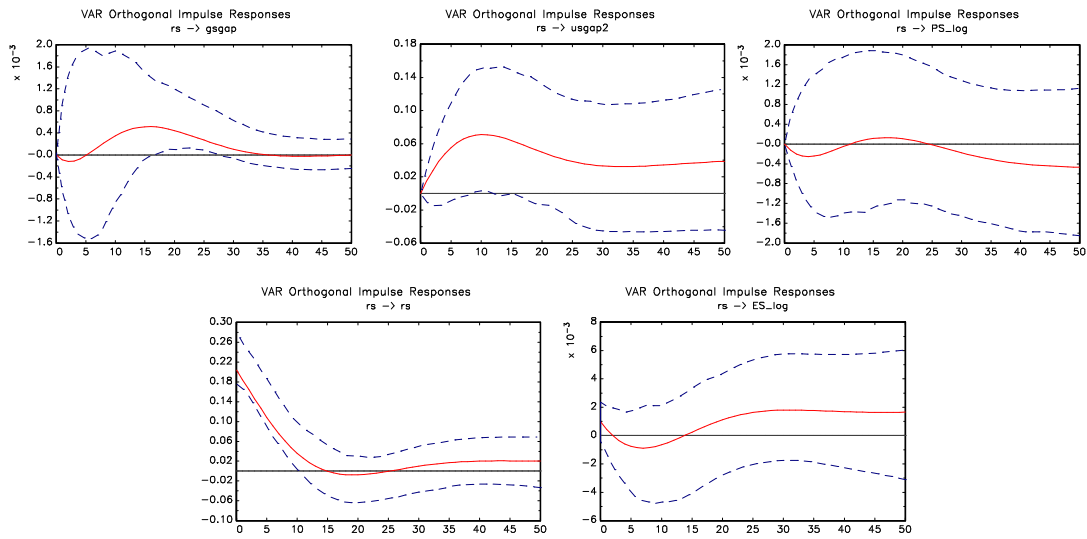 VAR Orthogonal Impulse Responses
rs -> gsgap
x 10⁻³
2.0
1.6
1.2
0.8
0.4
-0.0
-0.4
-0.8
-1.2
-1.6
0 5 10 15 20 25 30 35 40 45 50
VAR Orthogonal Impulse Responses
rs -> usgap2
0.18
0.14
0.10
0.06
0.02
-0.02
-0.06
0 5 10 15 20 25 30 35 40 45 50
VAR Orthogonal Impulse Responses
rs -> PS_log
x 10⁻³
2.0
1.6
1.2
0.8
0.4
-0.0
-0.4
-0.8
-1.2
-1.6
-2.0
0 5 10 15 20 25 30 35 40 45 50
VAR Orthogonal Impulse Responses
rs -> rs
0.30
0.26
0.22
0.18
0.14
0.10
0.06
0.02
-0.02
-0.06
-0.10
0 5 10 15 20 25 30 35 40 45 50
VAR Orthogonal Impulse Responses
rs -> ES_log
x 10⁻³
8
6
4
2
0
-2
-4
-6
0 5 10 15 20 25 30 35 40 45 50